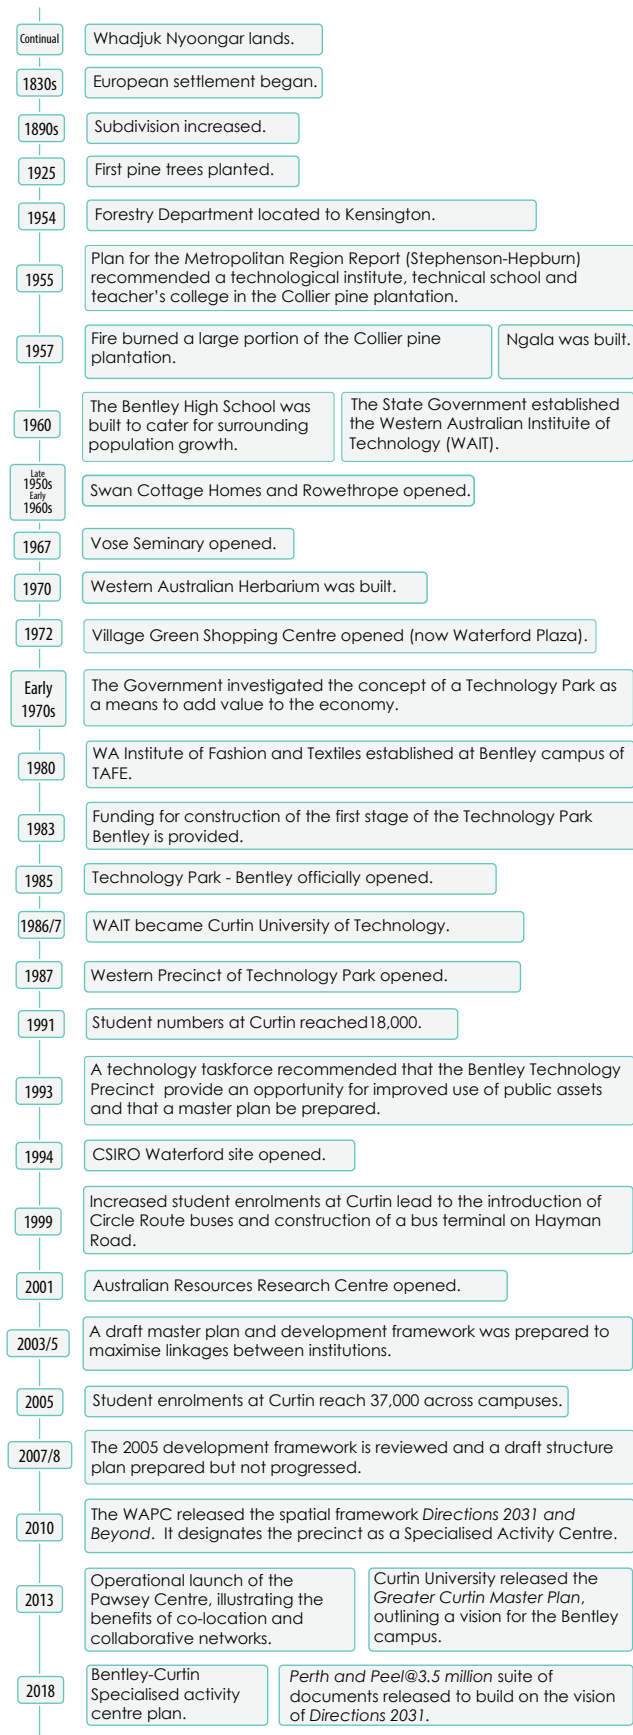 Continual
Whadjuk Nyoongar lands.
1830s
European settlement began.
1890s
Subdivision increased.
1925
First pine trees planted.
1954
Forestry Department located to Kensington.
1955
Plan for the Metropolitan Region Report (Stephenson-Hepburn)
recommended a technological institute, technical school and
teacher's college in the Collier pine plantation.
1957
Fire burned a large portion of the Collier pine
plantation.
Ngala was built.
1960
The Bentley High School was
built to cater for surrounding
population growth.
The State Government established
the Western Australian Instituite of
Technology (WAIT).
Late
1950s
Early
1960s
Swan Cottage Homes and Rowethrope opened.
1967
Vose Seminary opened.
1970
Western Australian Herbarium was built.
1972
Village Green Shopping Centre opened (now Waterford Plaza).
Early
1970s
The Government investigated the concept of a Technology Park as
a means to add value to the economy.
1980
WA Institute of Fashion and Textiles established at Bentley campus of
TAFE.
1983
Funding for construction of the first stage of the Technology Park
Bentley is provided.
1985
Technology Park - Bentley officially opened.
1986/7
WAIT became Curtin University of Technology.
1987
Western Precinct of Technology Park opened.
1991
Student numbers at Curtin reached18,000.
1993
A technology taskforce recommended that the Bentley Technology
Precinct  provide an opportunity for improved use of public assets
and that a master plan be prepared.
1994
CSIRO Waterford site opened.
1999
Increased student enrolments at Curtin lead to the introduction of
Circle Route buses and construction of a bus terminal on Hayman
Road.
2001
Australian Resources Research Centre opened.
2003/5
A draft master plan and development framework was prepared to
maximise linkages between institutions.
2005
Student enrolments at Curtin reach 37,000 across campuses.
2007/8
The 2005 development framework is reviewed and a draft structure
plan prepared but not progressed.
2010
The WAPC released the spatial framework Directions 2031 and
Beyond.  It designates the precinct as a Specialised Activity Centre.
2013
Operational launch of the
Pawsey Centre, illustrating the
benefits of co-location and
collaborative networks.
Curtin University released the
Greater Curtin Master Plan,
outlining a vision for the Bentley
campus.
2018
Bentley-Curtin
Specialised activity
centre plan.
Perth and Peel@3.5 million suite of
documents released to build on the vision
of Directions 2031.